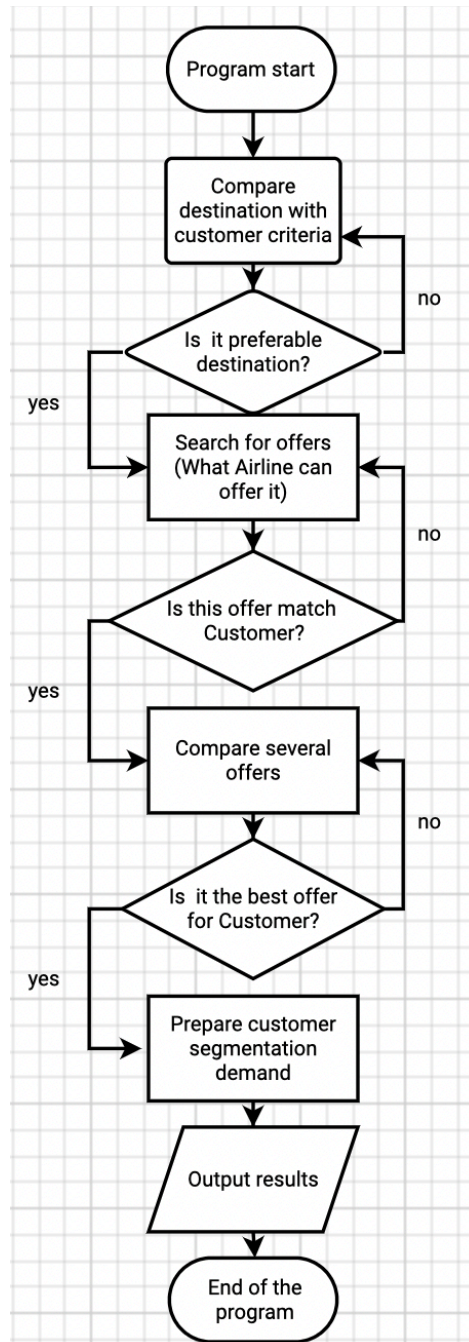 Program start
Compare
destination with
customer criteria
no
Is it preferable
destination?
yes
Search for offers
(What Airline can
offer it)
no
Is this offer match
Customer?
yes
Compare several
offers
no
Is it the best offer
for Customer?
yes
Prepare customer
segmentation
demand
Output results
End of the
program